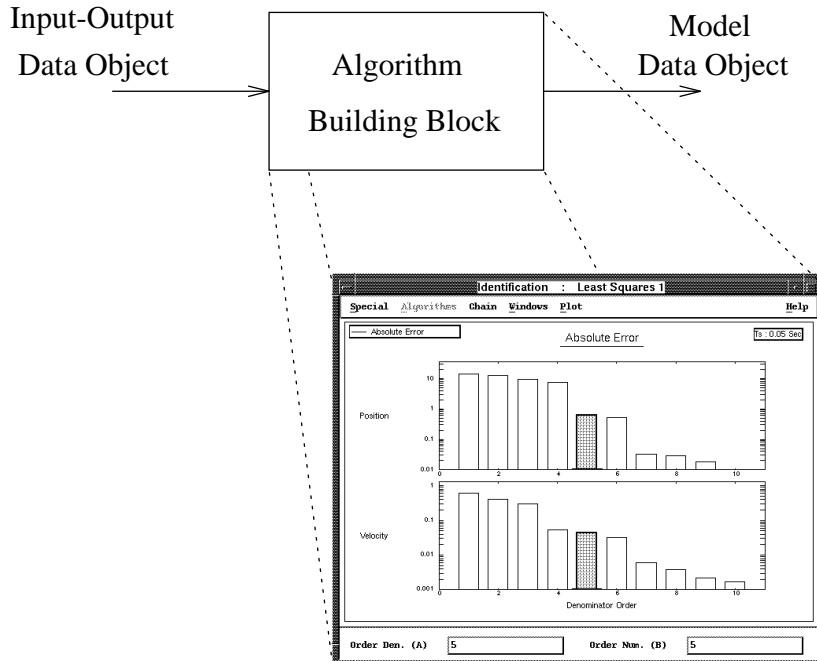 Input-Output
Data Object
Algorithm
Building Block
Model
Data Object
Identification : Least Squares 1
Special Algorithms Chain Windows Plot Help
Absolute Error
Absolute Error
Ts : 0.05 Sec
Position
10
1
0.1
0.01
0 2 4 6 8 10
Velocity
1
0.1
0.01
0.001
0 2 4 6 8 10
Denominator Order
Order Den. (A) 5 Order Num. (B) 5